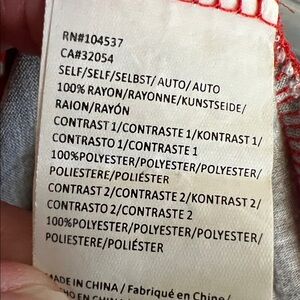 RN#104537
CA#32054
SELF/SELF/SELBST/ AUTO/ AUTO
100% RAYON/RAYONNE/KUNSTSEIDE/
RAION/RAYÓN
CONTRAST 1/CONTRASTE 1/KONTRAST 1/
CONTRASTO 1/CONTRASTE 1
100%POLYESTER/POLYESTER/POLYESTER/
POLIESTERE/POLIÉSTER
CONTRAST 2/CONTRASTE 2/KONTRAST 2/
CONTRASTO 2/CONTRASTE 2
100%POLYESTER/POLYESTER/POLYESTER/
POLIESTERE/POLIÉSTER
MADE IN CHINA / Fabriqué en Chine /
EN CHINA/